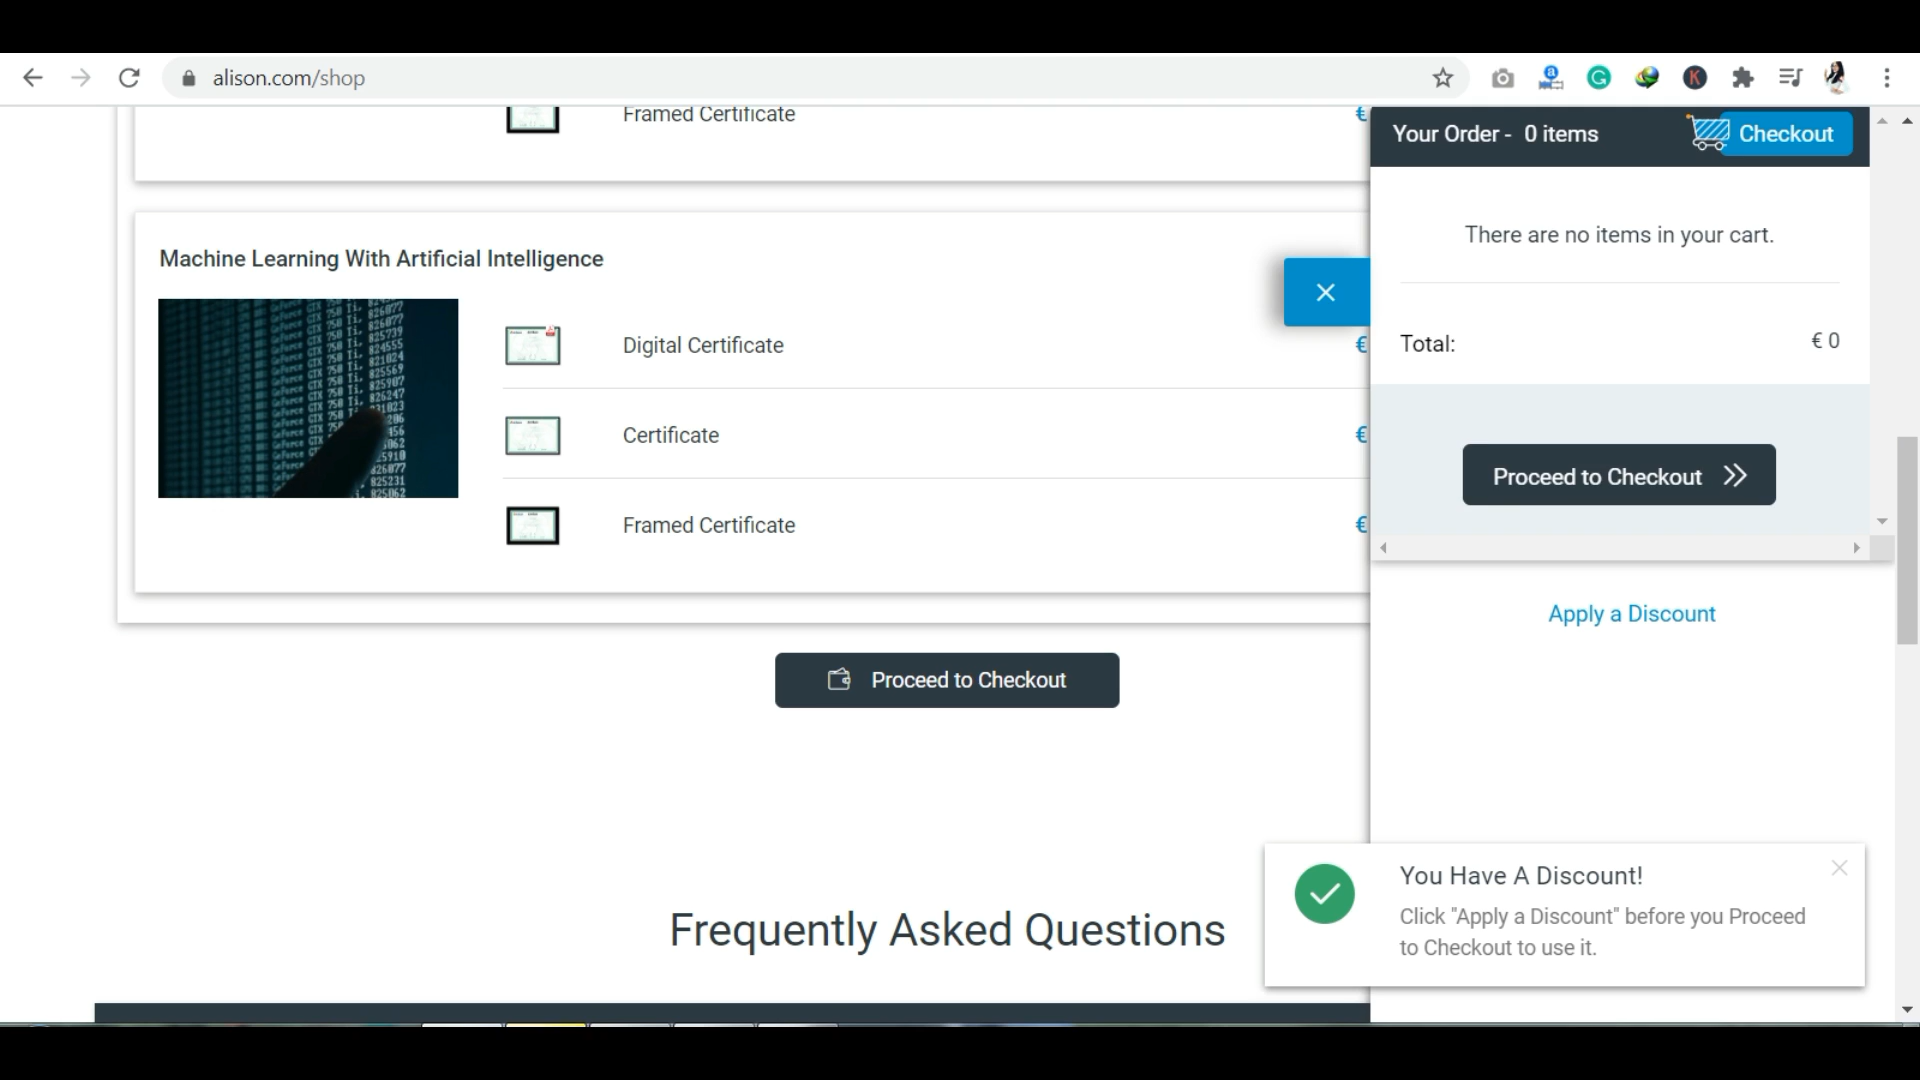 alison.com/shop
Framed Certificate €
Your Order - 0 items
Checkout
There are no items in your cart.
Total: € 0
Proceed to Checkout
Apply a Discount
Machine Learning With Artificial Intelligence
Digital Certificate €
Certificate €
Framed Certificate €
Proceed to Checkout
Frequently Asked Questions
You Have A Discount!
Click "Apply a Discount" before you Proceed
to Checkout to use it.